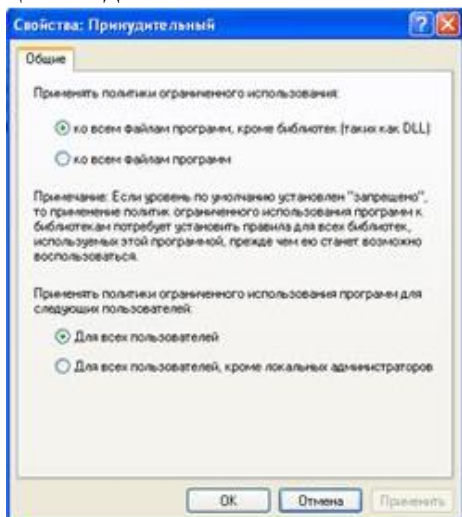 Свойства: Принудительный
Общие
Применять политики ограниченного использования:
ко всем файлам программ, кроме библиотек (таких как DLL)
ко всем файлам программ
Примечание: Если уровень по умолчанию установлен "запрещено",
то применение политик ограниченного использования программ к
библиотекам потребует установить правила для всех библиотек,
используемых этой программой, прежде чем ею станет возможно
воспользоваться.
Применять политики ограниченного использования программ для
следующих пользователей:
Для всех пользователей
Для всех пользователей, кроме локальных администраторов
ОК
Отмена
Применить